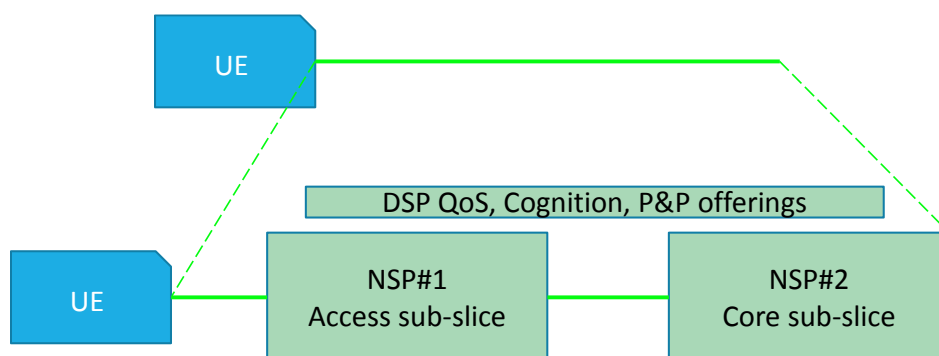 UE
DSP QoS, Cognition, P&P offerings
UE
NSP#1
Access sub-slice
NSP#2
Core sub-slice